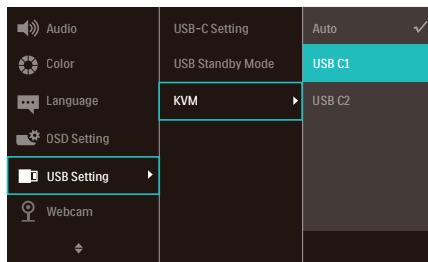 Audio
Color
Language
OSD Setting
USB Setting
Webcam
USB-C Setting
USB Standby Mode
KVM
Auto
USB C1
USB C2